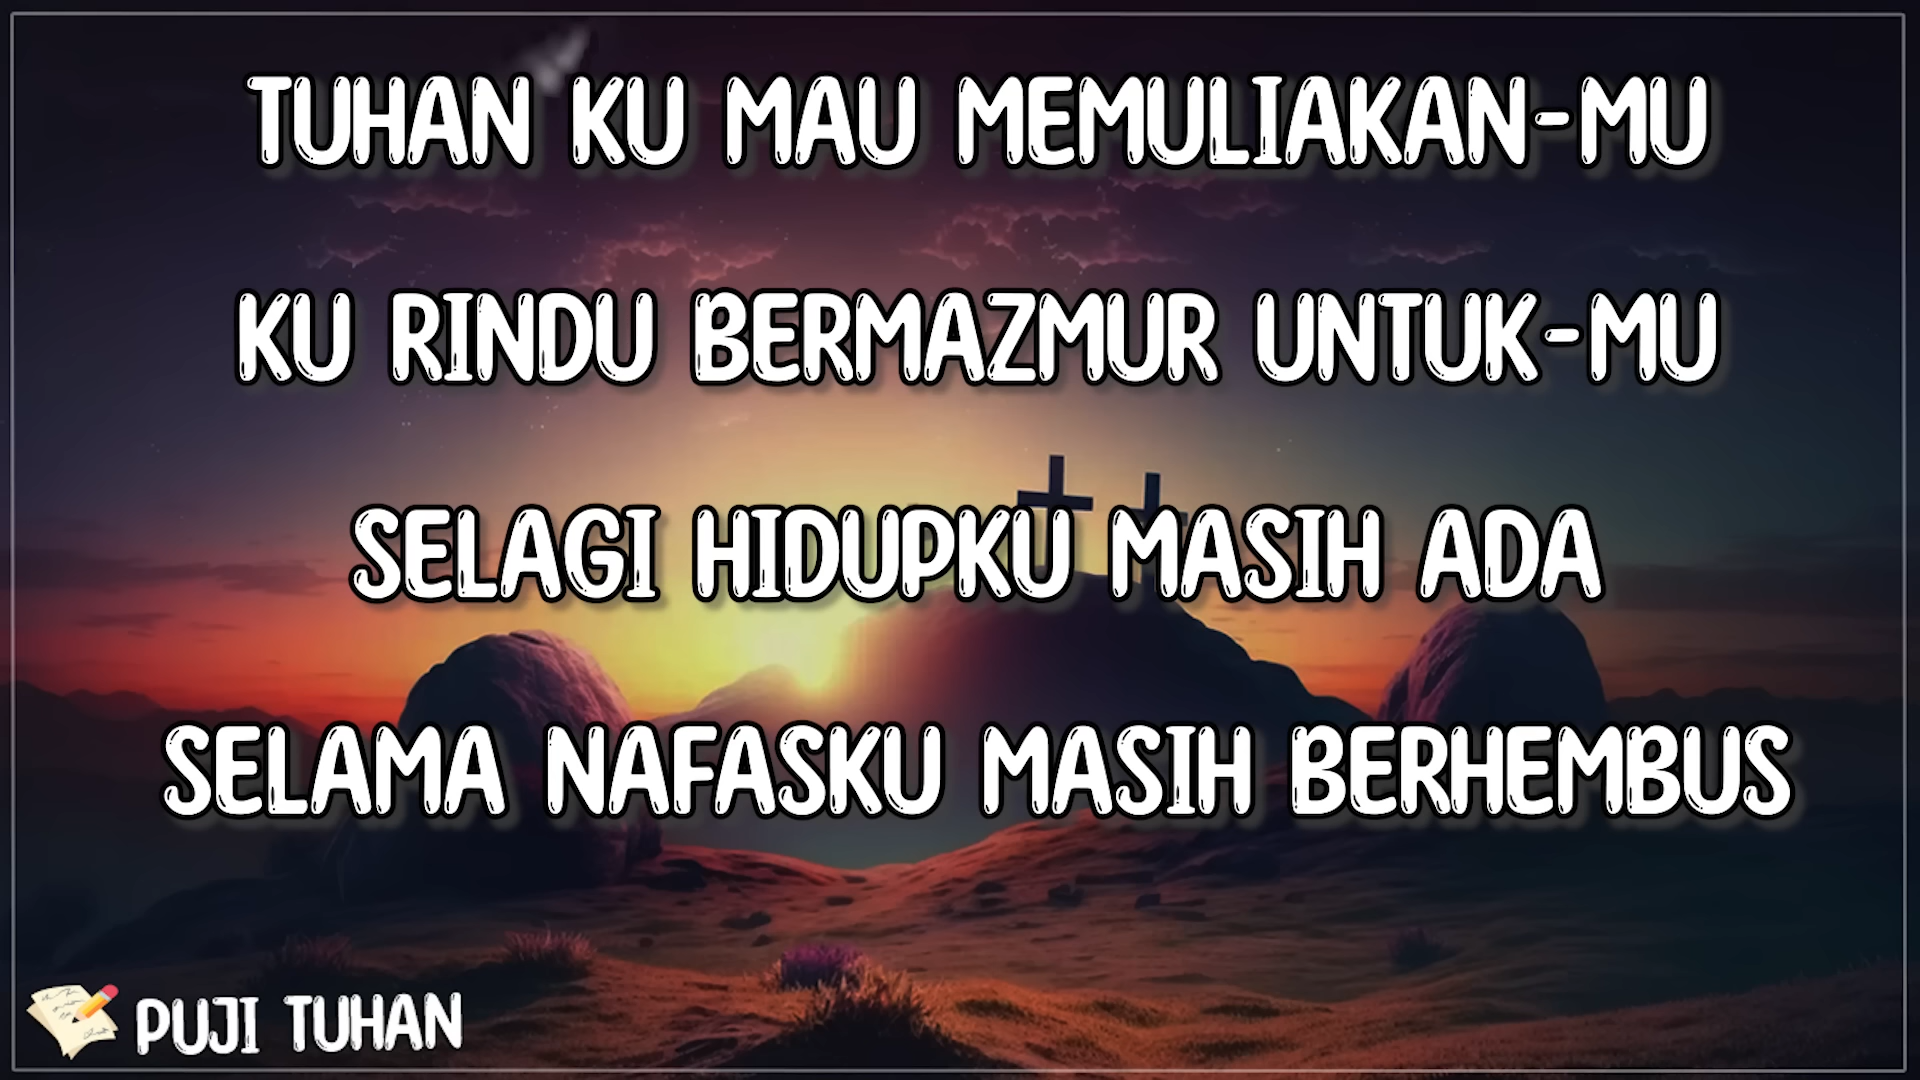 TUHAN KU MAU MEMULIAKAN-MU
KU RINDU BERMAZMUR UNTUK-MU
SELAGI HIDUPKU MASIH ADA
SELAMA NAFASKU MASIH BERHEMBUS
PUJI TUHAN